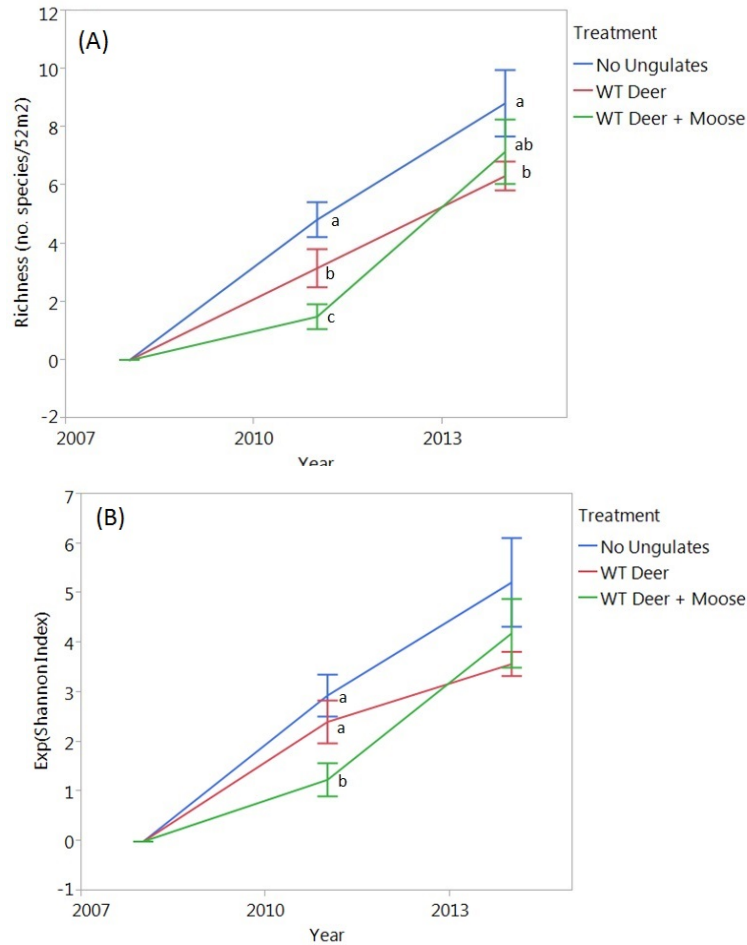 (A)
12
10
8
6
4
2
0
-2
Richness (no. species/52m2)
a
ab
b
a
b
c
2007 2010 2013
Year
Treatment
No Ungulates
WT Deer
WT Deer + Moose
(B)
7
6
5
4
3
2
1
0
-1
Exp(Shannon Index)
a
a
b
2007 2010 2013
Year
Treatment
No Ungulates
WT Deer
WT Deer + Moose